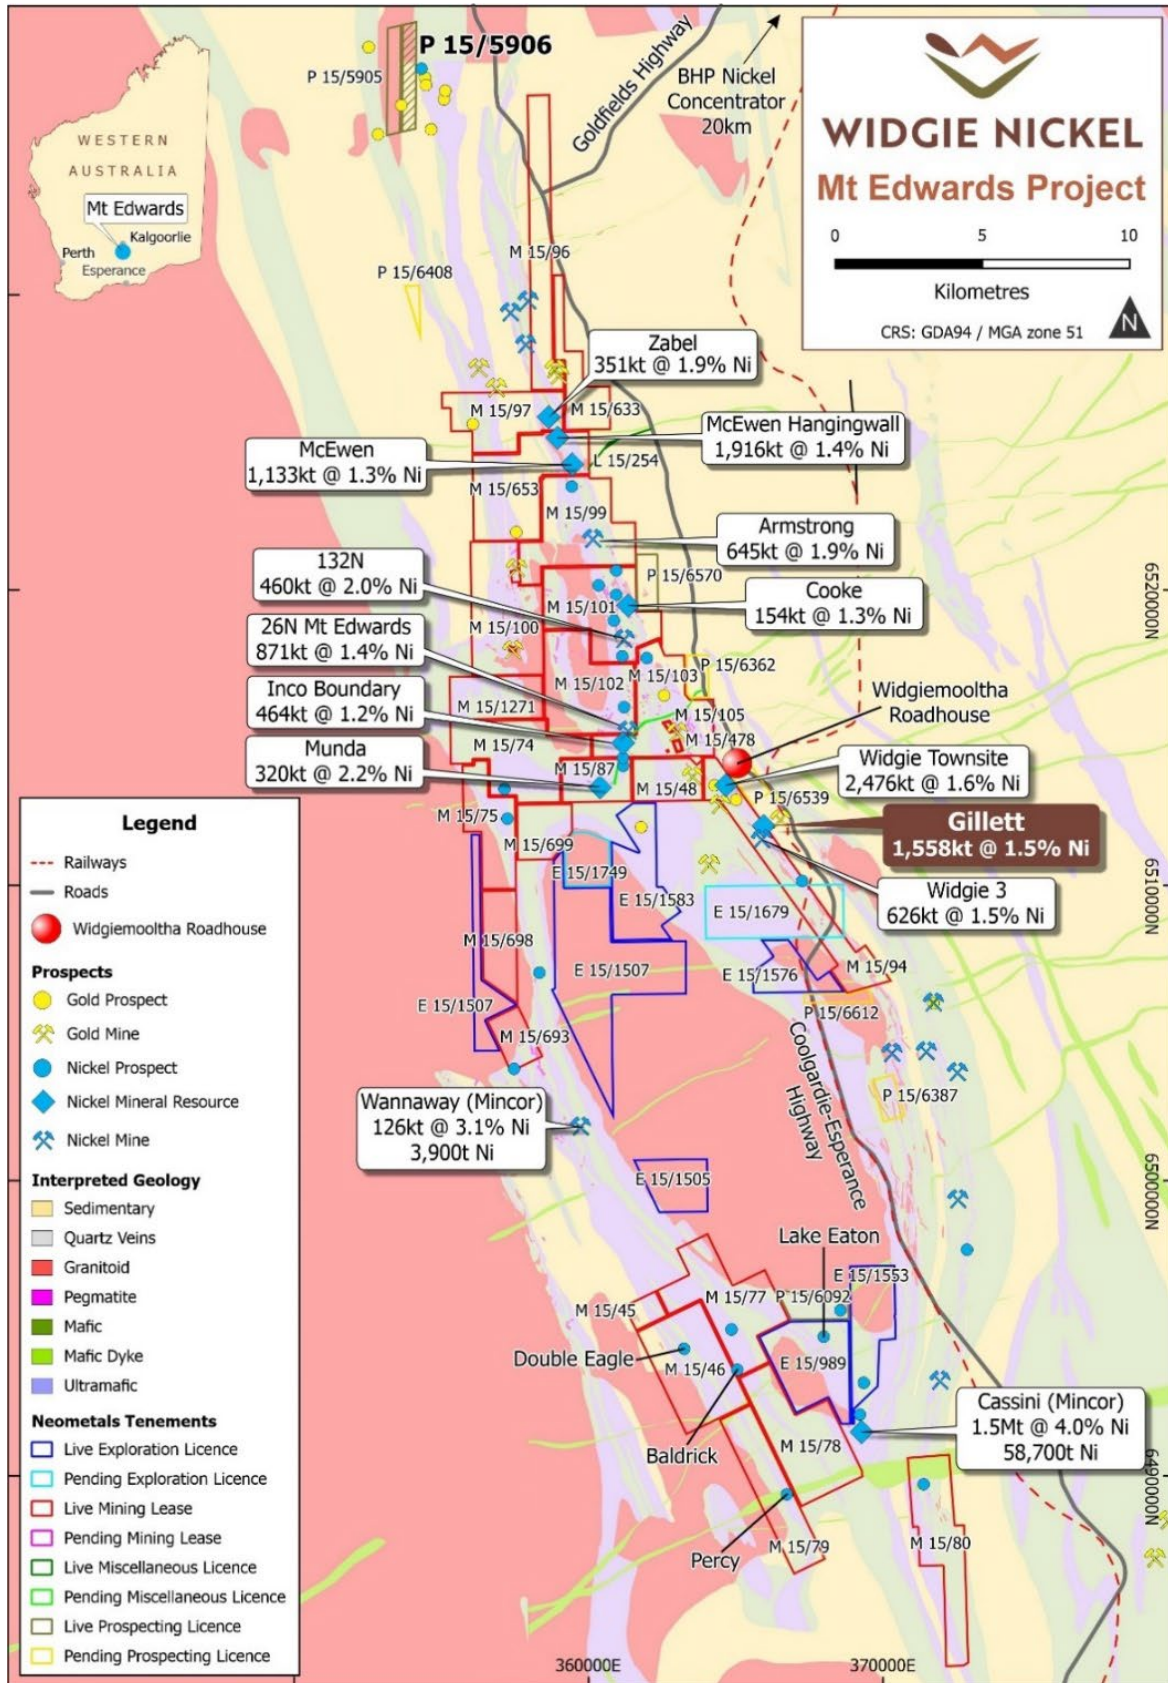 P 15/5906
P 15/5905
Goldfields Highway
BHP Nickel
Concentrator
20km
WIDGIE NICKEL
Mt Edwards Project
0 5 10
Kilometres
CRS: GDA94 / MGA zone 51
N
WESTERN
AUSTRALIA
Mt Edwards
Kalgoorlie
Perth
Esperance
M 15/96
P 15/6408
Zabel
351kt @ 1.9% Ni
M 15/97
M 15/633
McEwen Hangingwall
1,916kt @ 1.4% Ni
McEwen
1,133kt @ 1.3% Ni
L 15/254
M 15/653
M 15/99
Armstrong
645kt @ 1.9% Ni
132N
460kt @ 2.0% Ni
P 15/6570
Cooke
154kt @ 1.3% Ni
M 15/101
M 15/100
26N Mt Edwards
871kt @ 1.4% Ni
6520000N
P 15/6362
M 15/103
M 15/102
Inco Boundary
464kt @ 1.2% Ni
M 15/1271
M 15/105
Widgiemooltha
Roadhouse
M 15/478
M 15/74
Munda
320kt @ 2.2% Ni
M 15/87
M 15/48
Widgie Townsite
2,476kt @ 1.6% Ni
P 15/6539
Gillett
1,558kt @ 1.5% Ni
M 15/75
M 15/699
E 15/1749
E 15/1583
Widgie 3
626kt @ 1.5% Ni
6510000N
E 15/1679
M 15/698
E 15/1507
E 15/1576
M 15/94
E 15/1507
P 15/6612
M 15/693
Coolgardie-Esperance
Highway
P 15/6387
Wannaway (Mincor)
126kt @ 3.1% Ni
3,900t Ni
E 15/1505
6500000N
Lake Eaton
E 15/1553
M 15/77
P 15/6092
M 15/45
Double Eagle
M 15/46
E 15/989
Cassini (Mincor)
1.5Mt @ 4.0% Ni
58,700t Ni
Baldrick
M 15/78
6490000N
Percy
M 15/79
M 15/80
360000E
370000E
Legend
Railways
Roads
Widgiemooltha Roadhouse
Prospects
Gold Prospect
Gold Mine
Nickel Prospect
Nickel Mineral Resource
Nickel Mine
Interpreted Geology
Sedimentary
Quartz Veins
Granitoid
Pegmatite
Mafic
Mafic Dyke
Ultramafic
Neometals Tenements
Live Exploration Licence
Pending Exploration Licence
Live Mining Lease
Pending Mining Lease
Live Miscellaneous Licence
Pending Miscellaneous Licence
Live Prospecting Licence
Pending Prospecting Licence